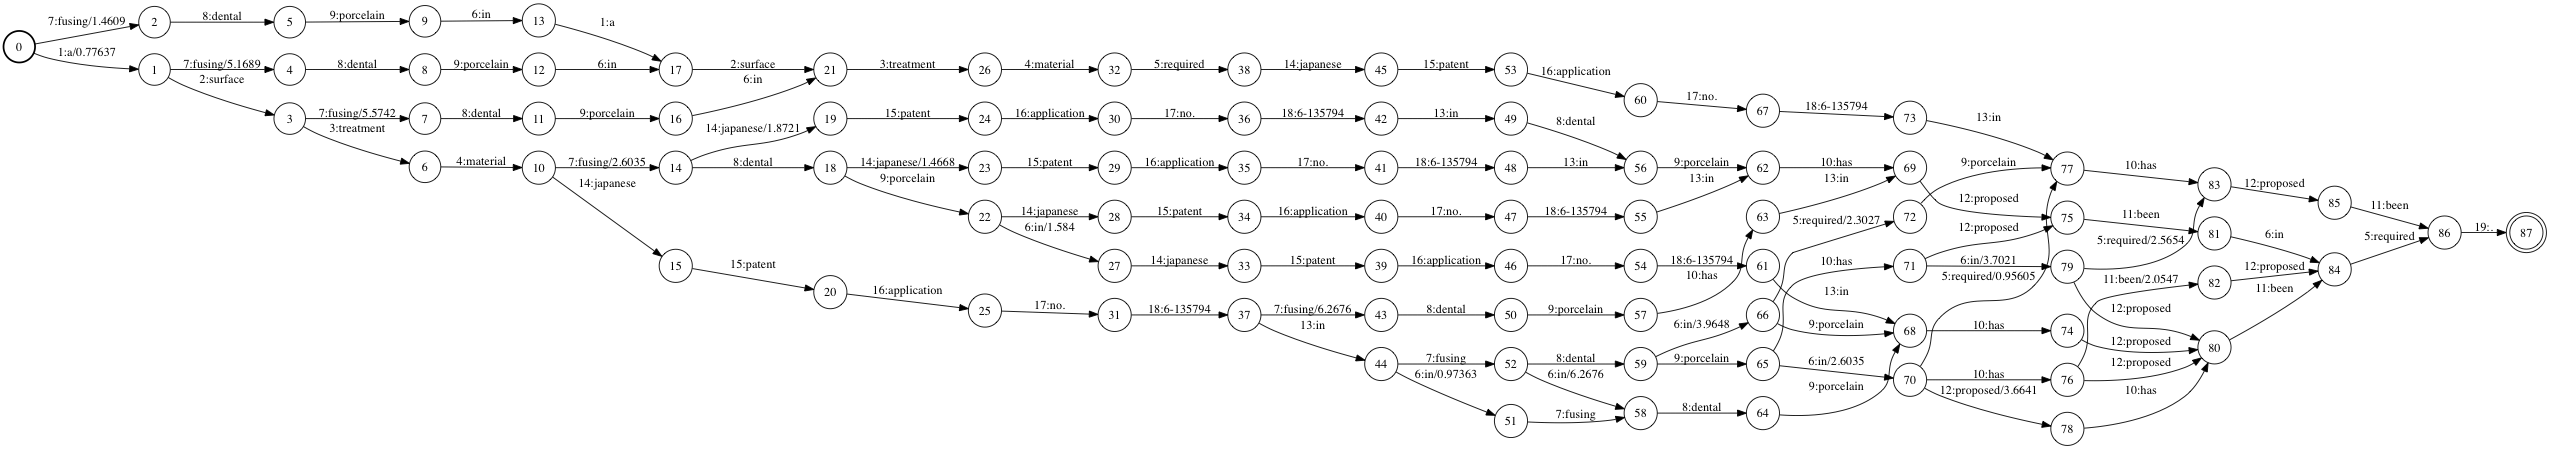 0
7:fusing/1.4609
2
8:dental
5
9:porcelain
9
6:in
13
1:a
1:a/0.77637
1
7:fusing/5.1689
4
8:dental
8
9:porcelain
12
6:in
17
2:surface
21
3:treatment
26
4:material
32
5:required
38
14:japanese
45
15:patent
53
16:application
60
17:no.
67
18:6-135794
73
13:in
2:surface
3
7:fusing/5.5742
7
8:dental
11
9:porcelain
16
6:in
14:japanese/1.8721
19
15:patent
24
16:application
30
17:no.
36
18:6-135794
42
13:in
49
8:dental
3:treatment
6
4:material
10
7:fusing/2.6035
14
8:dental
18
14:japanese/1.4668
23
15:patent
29
16:application
35
17:no.
41
18:6-135794
48
13:in
56
9:porcelain
62
10:has
69
9:porcelain
77
10:has
83
12:proposed
85
11:been
14:japanese
9:porcelain
22
14:japanese
28
15:patent
34
16:application
40
17:no.
47
18:6-135794
55
13:in
63
13:in
5:required/2.3027
72
12:proposed
75
11:been
81
6:in
5:required
86
19:.
87
6:in/1.584
27
14:japanese
33
15:patent
39
16:application
46
17:no.
54
18:6-135794
61
13:in
10:has
71
12:proposed
6:in/3.7021
79
5:required/2.5654
12:proposed
82
12:proposed
84
11:been/2.0547
15
15:patent
20
16:application
25
17:no.
31
18:6-135794
37
7:fusing/6.2676
43
8:dental
50
9:porcelain
57
10:has
66
9:porcelain
68
10:has
74
12:proposed
80
11:been
5:required/0.95605
13:in
44
7:fusing
52
8:dental
59
6:in/3.9648
9:porcelain
65
6:in/2.6035
70
10:has
76
12:proposed
6:in/0.97363
51
7:fusing
6:in/6.2676
58
8:dental
64
9:porcelain
12:proposed/3.6641
78
10:has